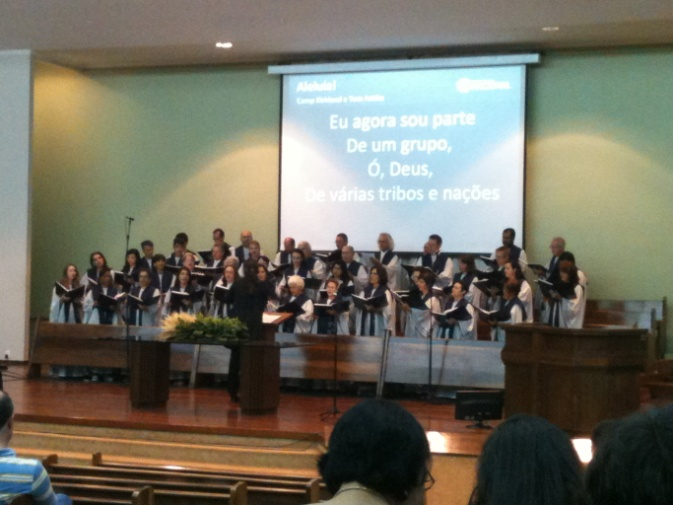 Aleluia!
Eu agora sou parte
De um grupo,
Ó, Deus,
De várias tribos e nações